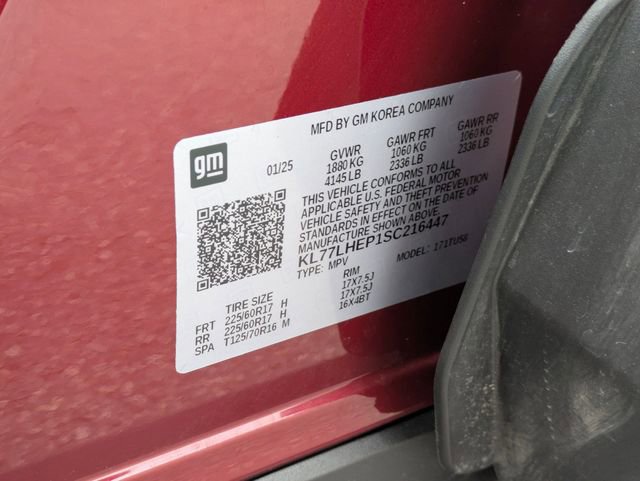 MFD BY GM KOREA COMPANY
gm
01/25
GVWR GAWR FRT GAWR RR
1880 KG 1060 KG 1060 KG
4145 LB 2336 LB 2336 LB
THIS VEHICLE CONFORMS TO ALL
APPLICABLE U.S. FEDERAL MOTOR
VEHICLE SAFETY AND THEFT PREVENTION
STANDARDS IN EFFECT ON THE DATE OF
MANUFACTURE SHOWN ABOVE.
KL77LHEP1SC216447
TYPE: MPV MODEL: 1TU56
TIRE SIZE RIM
FRT 225/60R17 H 17X7.5J
RR 225/60R17 H 17X7.5J
SPA T125/70R16 M 16X4BT